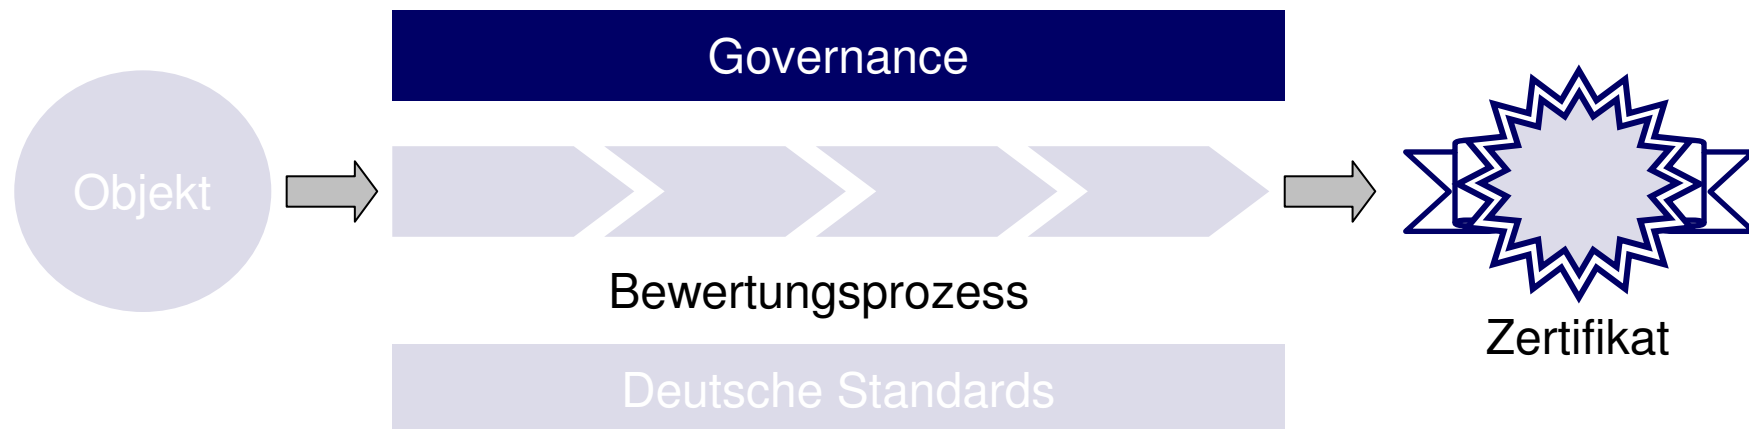 Governance
Objekt
Bewertungsprozess
Zertifikat
Deutsche Standards